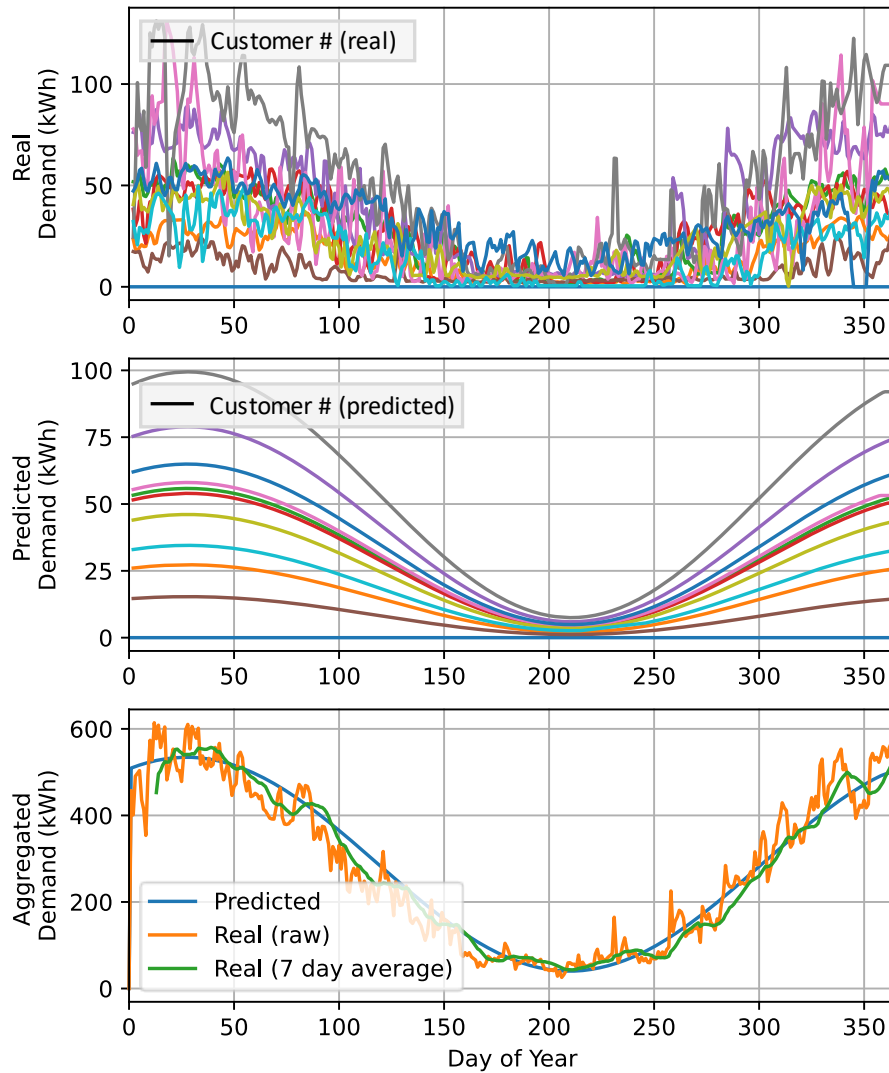 Customer # (real)
100
50
0
Real
Demand (kWh)
0 50 100 150 200 250 300 350
100
75
50
25
0
Customer # (predicted)
Predicted
Demand (kWh)
0 50 100 150 200 250 300 350
600
400
200
0
Aggregated
Demand (kWh)
Predicted
Real (raw)
Real (7 day average)
0 50 100 150 200 250 300 350
Day of Year